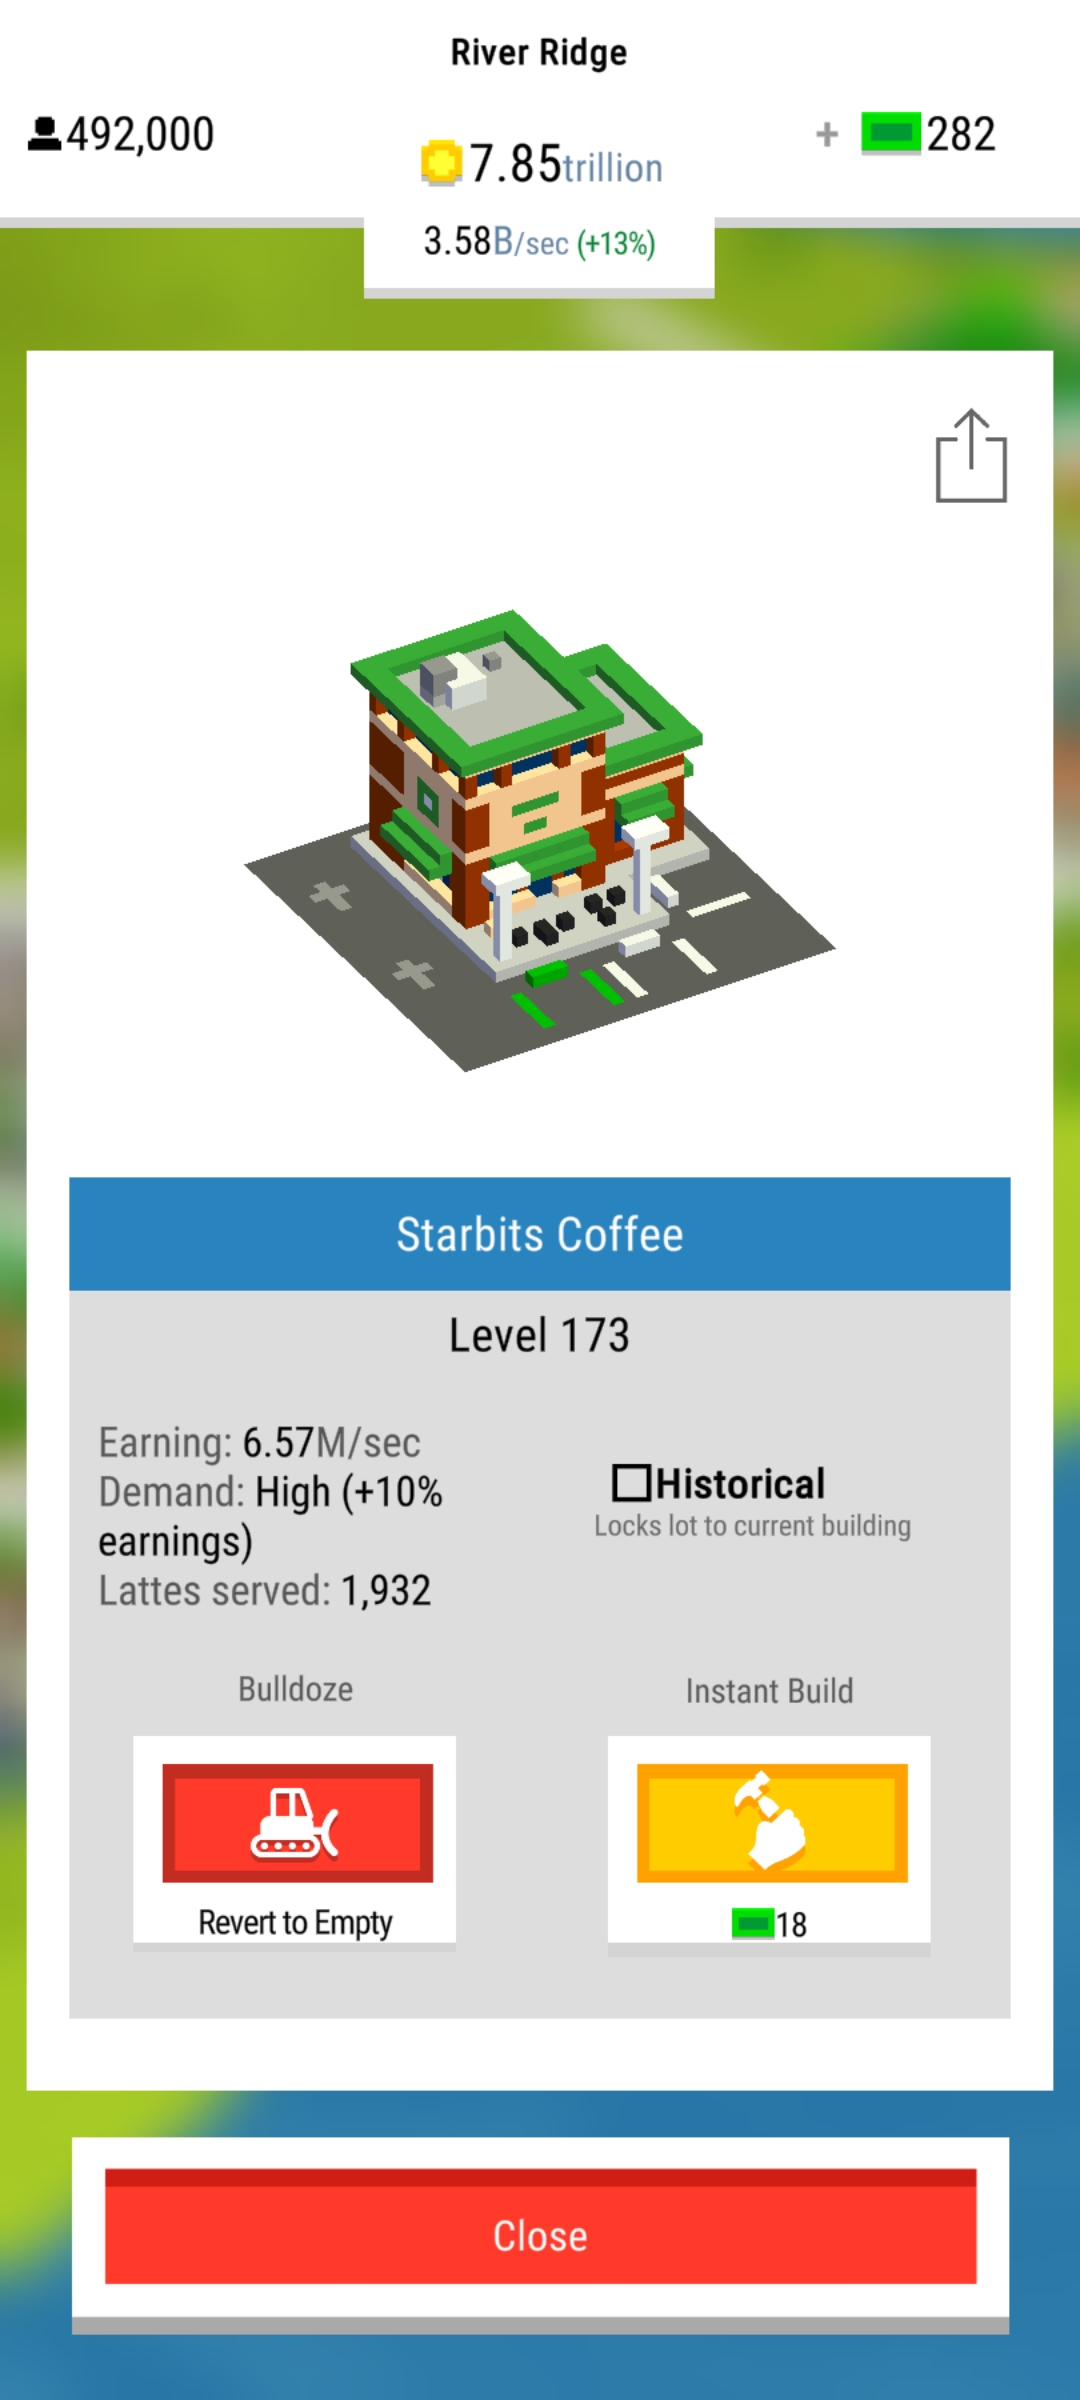 River Ridge
492,000
7.85trillion
+ 282
3.58B/sec (+13%)
Starbits Coffee
Level 173
Earning: 6.57M/sec
Demand: High (+10%
earnings)
Lattes served: 1,932
Historical
Locks lot to current building
Bulldoze
Instant Build
Revert to Empty
18
Close